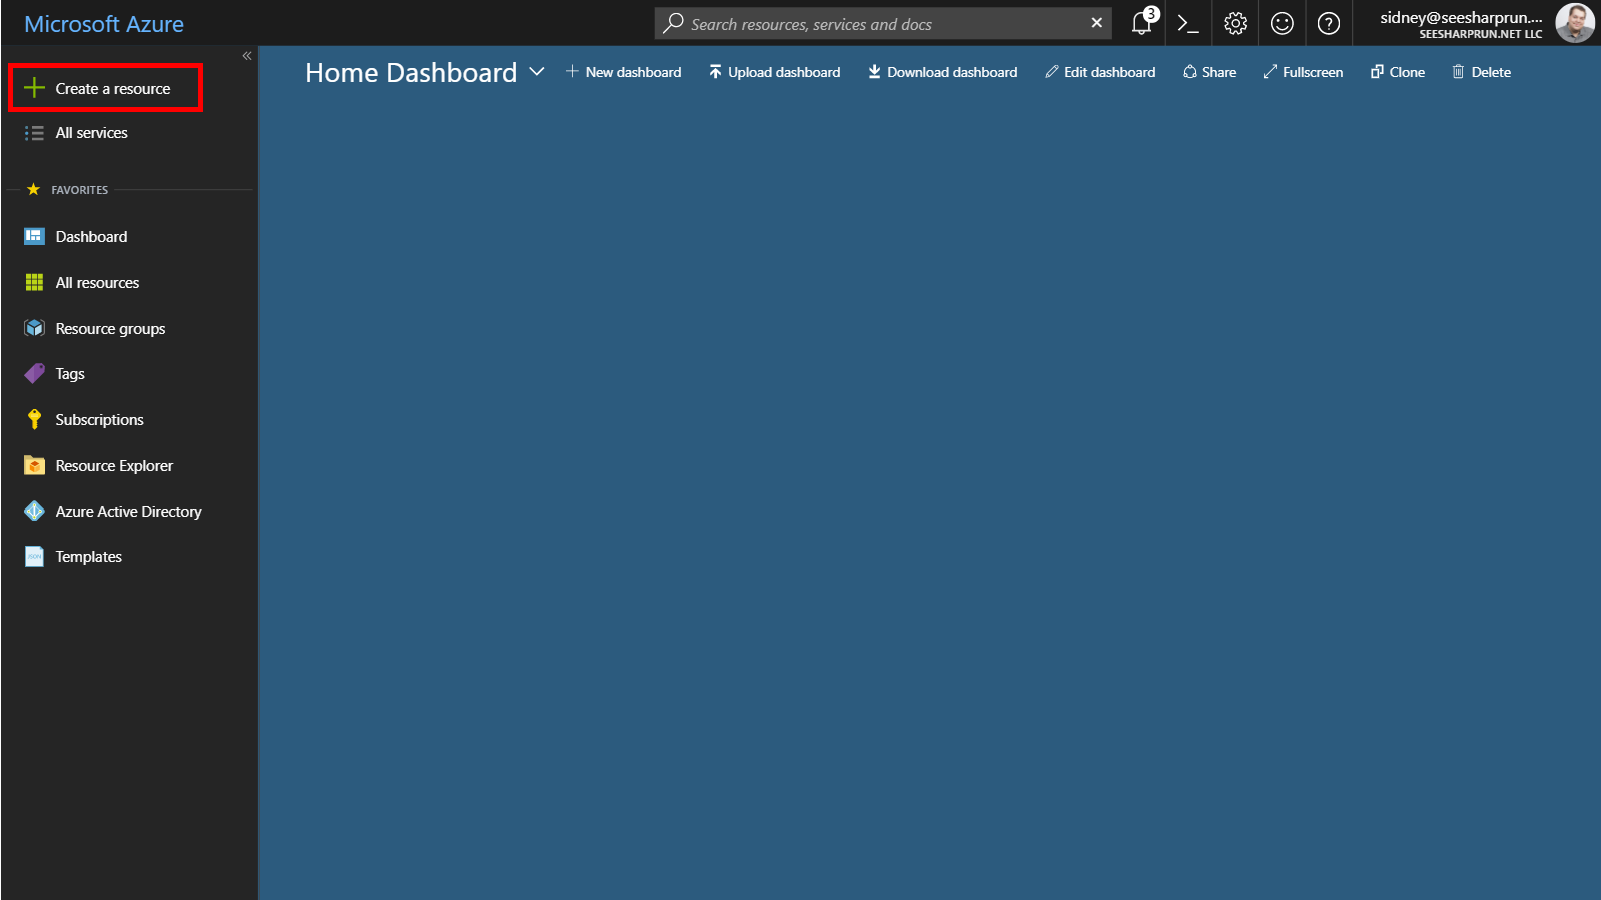 Microsoft Azure
Search resources, services and docs
3
sidney@seesharprun....
SEESHARPRUN.NET LLC
Create a resource
All services
FAVORITES
Dashboard
All resources
Resource groups
Tags
Subscriptions
Resource Explorer
Azure Active Directory
Templates
Home Dashboard
New dashboard
Upload dashboard
Download dashboard
Edit dashboard
Share
Fullscreen
Clone
Delete